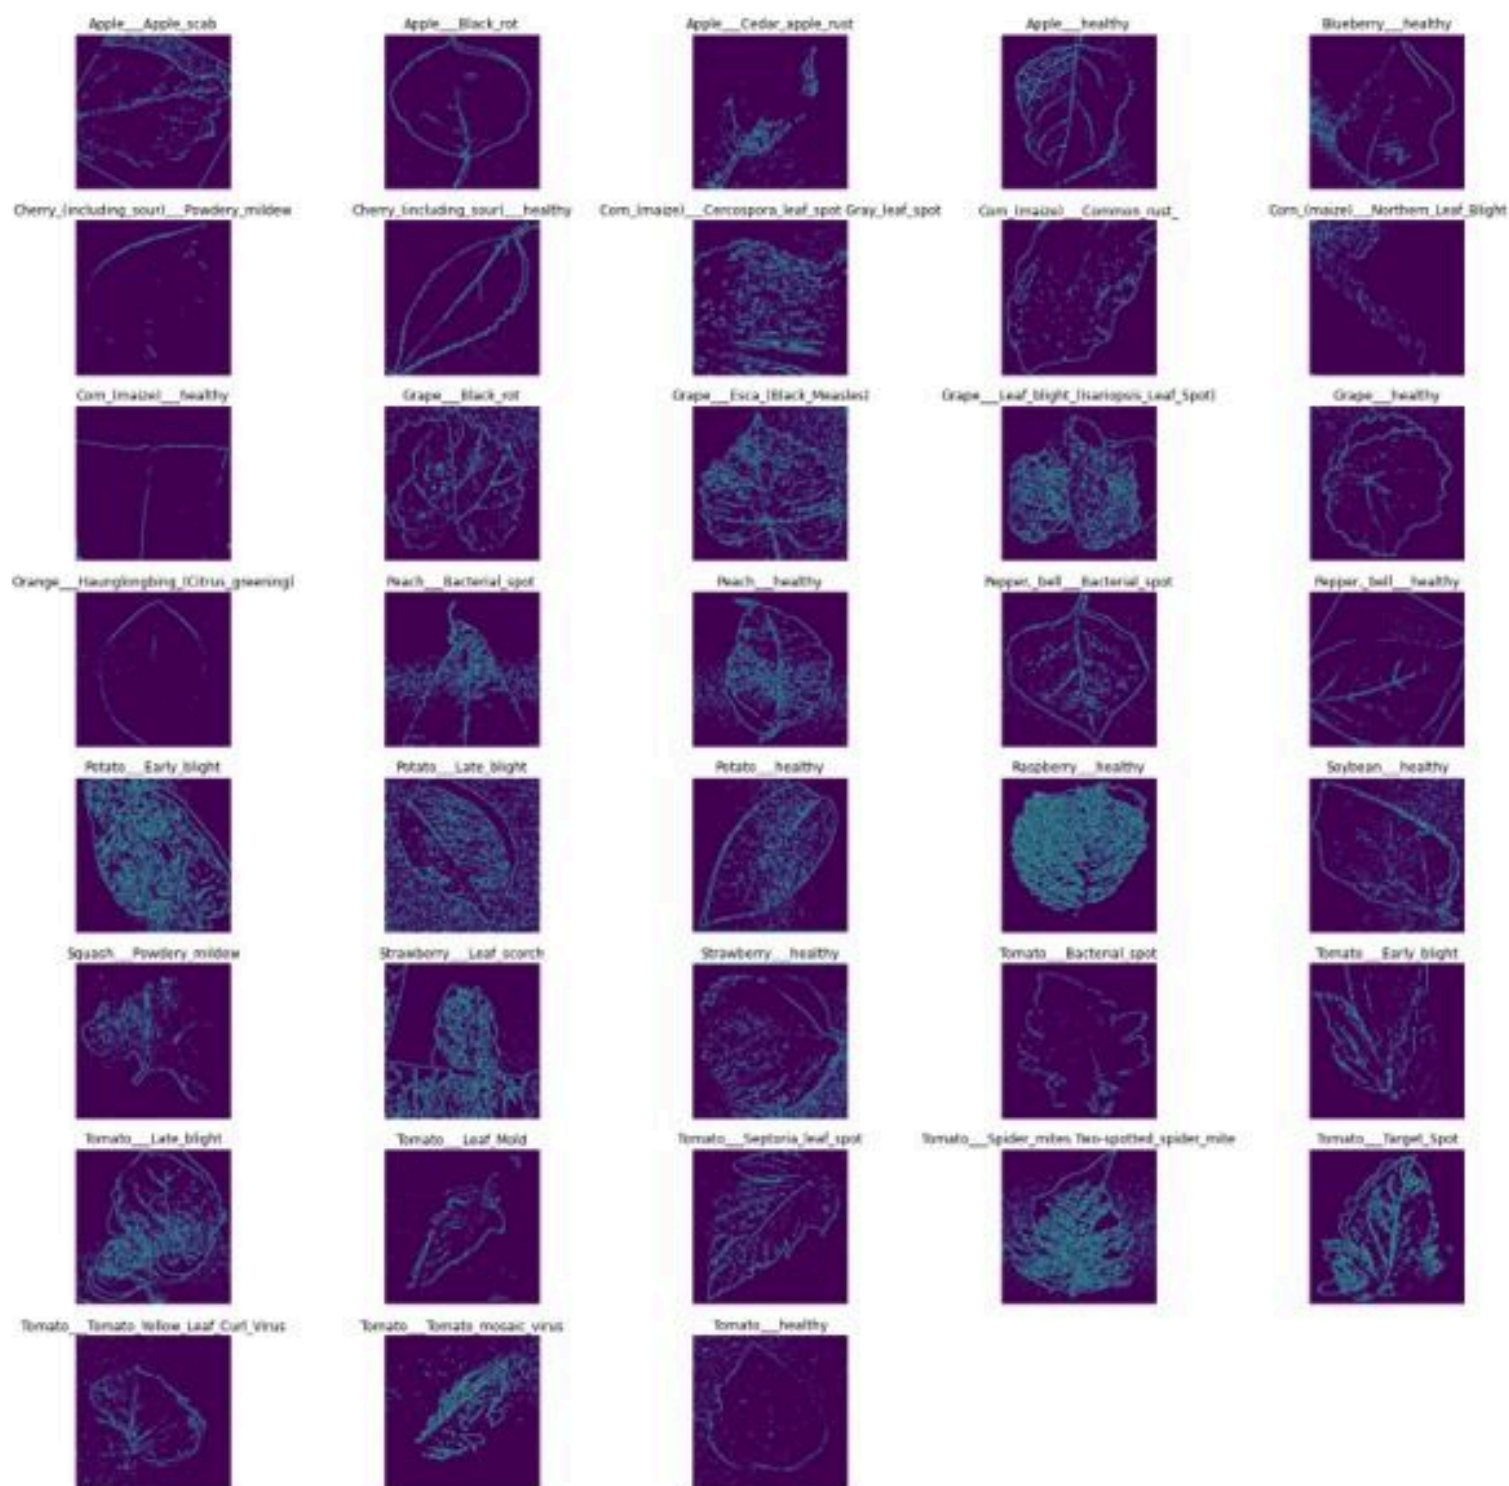 Apple___Apple_scab
Apple___Black_rot
Apple___Cedar_apple_rust
Apple___healthy
Blueberry___healthy
Cherry_(including_sour)___Powdery_mildew
Cherry_(including_sour)___healthy
Corn_(maize)___Cercospora_leaf_spot Gray_leaf_spot
Corn_(maize)___Common_rust_
Corn_(maize)___Northern_Leaf_Blight
Corn_(maize)___healthy
Grape___Black_rot
Grape___Esca_(Black_Measles)
Grape___Leaf_blight_(Isariopsis_Leaf_Spot)
Grape___healthy
Orange___Haunglongbing_(Citrus_greening)
Peach___Bacterial_spot
Peach___healthy
Pepper,_bell___Bacterial_spot
Pepper,_bell___healthy
Potato___Early_blight
Potato___Late_blight
Potato___healthy
Raspberry___healthy
Soybean___healthy
Squash___Powdery_mildew
Strawberry___Leaf_scorch
Strawberry___healthy
Tomato___Bacterial_spot
Tomato___Early_blight
Tomato___Late_blight
Tomato___Leaf_Mold
Tomato___Septoria_leaf_spot
Tomato___Spider_mites Two-spotted_spider_mite
Tomato___Target_Spot
Tomato___Tomato_Yellow_Leaf_Curl_Virus
Tomato___Tomato_mosaic_virus
Tomato___healthy